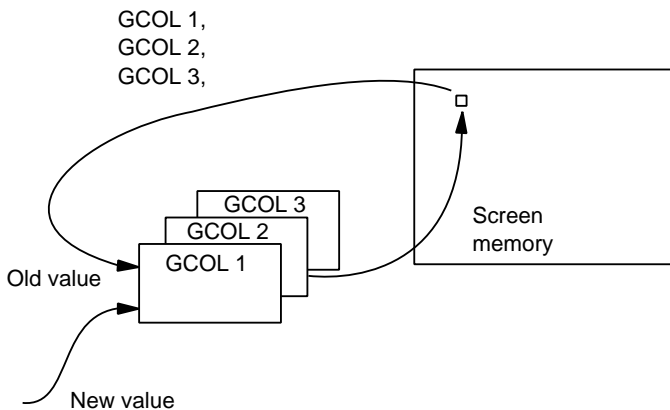 GCOL 1,
GCOL 2,
GCOL 3,
GCOL 3
GCOL 2
GCOL 1
Screen
memory
Old value
New value